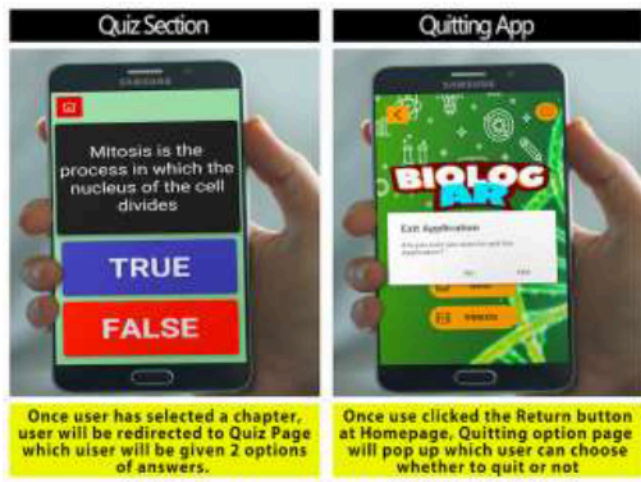 Quiz Section
SAMSUNG
Mitosis is the
process in which the
nucleus of the cell
divides
TRUE
FALSE
Once user has selected a chapter,
user will be redirected to Quiz Page
which uiser will be given 2 options
of answers.
Quitting App
SAMSUNG
BIOLOG
AR
Exit Application
Once use clicked the Return button
at Homepage, Quitting option page
will pop up which user can choose
whether to quit or not